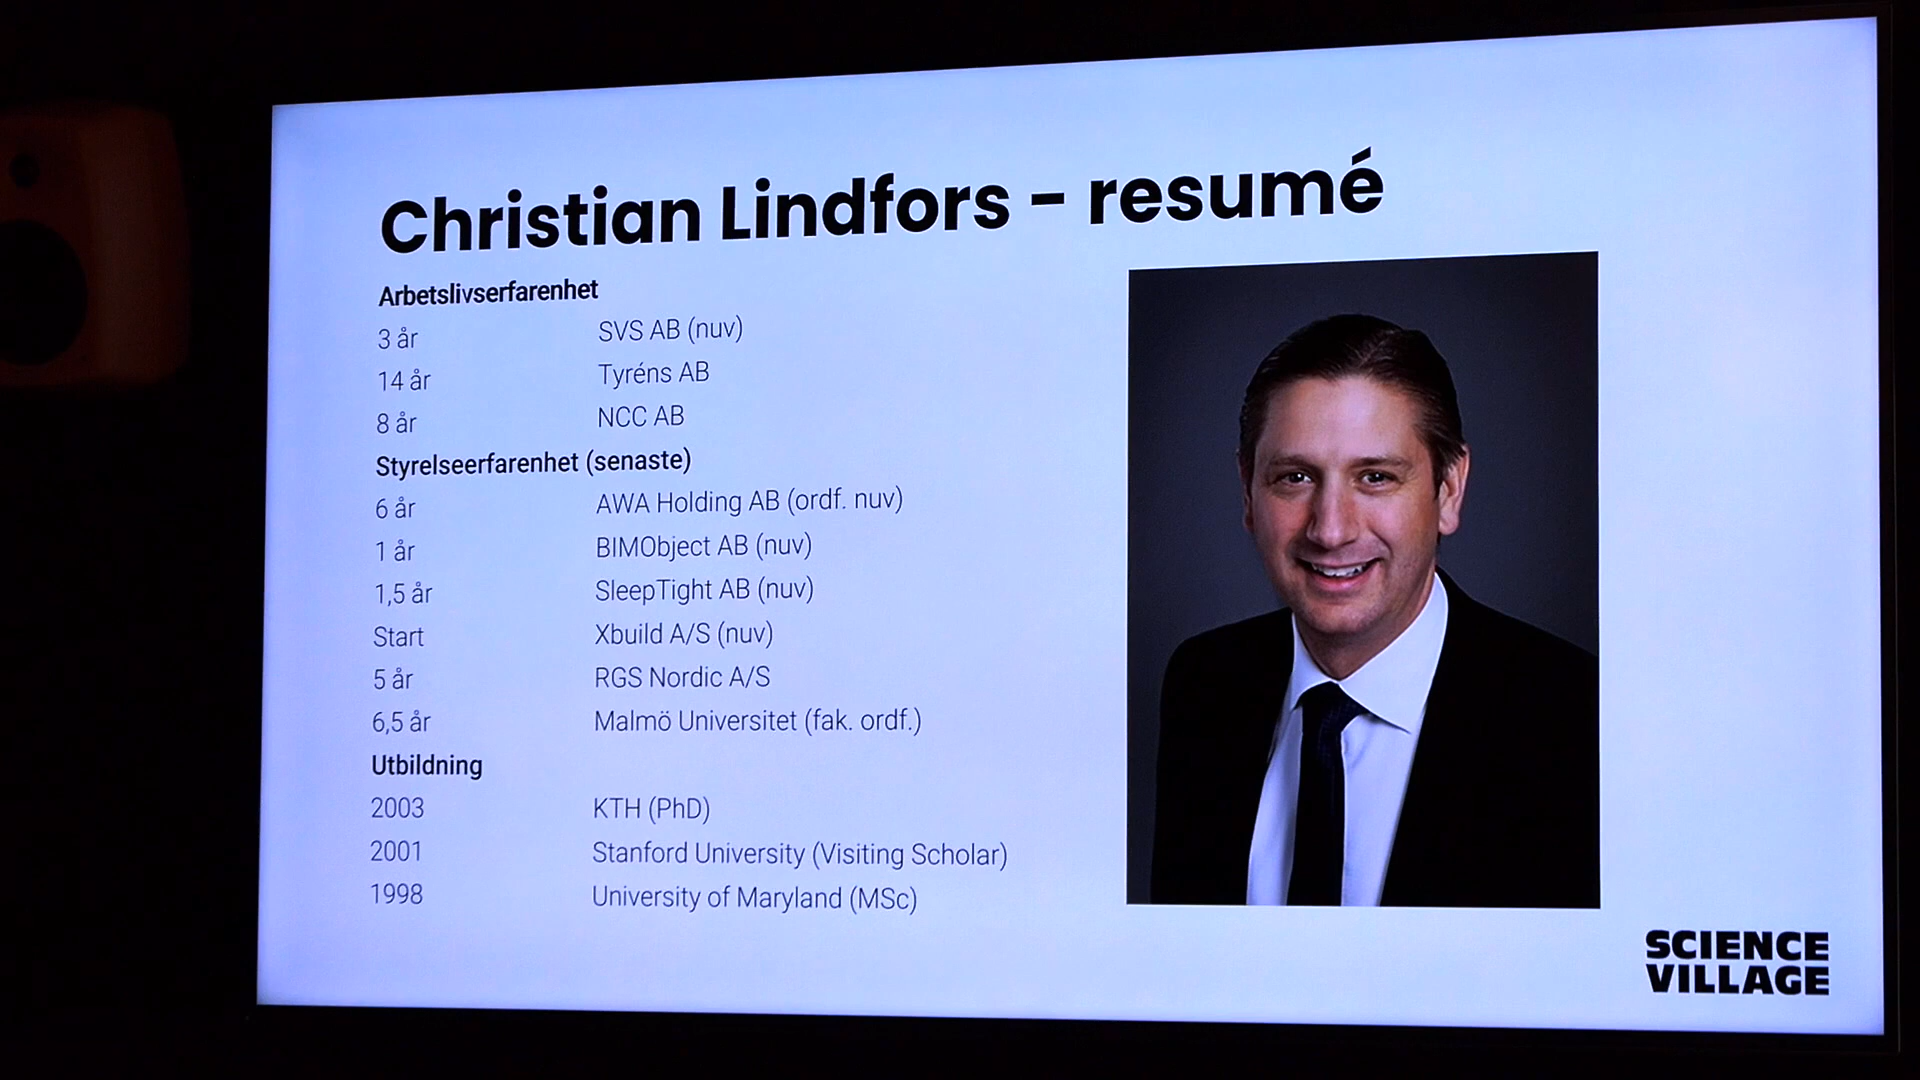 Christian Lindfors – resumé
Arbetslivserfarenhet
3 år SVS AB (nuv)
14 år Tyréns AB
8 år NCC AB
Styrelseerfarenhet (senaste)
6 år AWA Holding AB (ordf. nuv)
1 år BIMObject AB (nuv)
1,5 år SleepTight AB (nuv)
Start Xbuild A/S (nuv)
5 år RGS Nordic A/S
6,5 år Malmö Universitet (fak. ordf.)
Utbildning
2003 KTH (PhD)
2001 Stanford University (Visiting Scholar)
1998 University of Maryland (MSc)
SCIENCE
VILLAGE